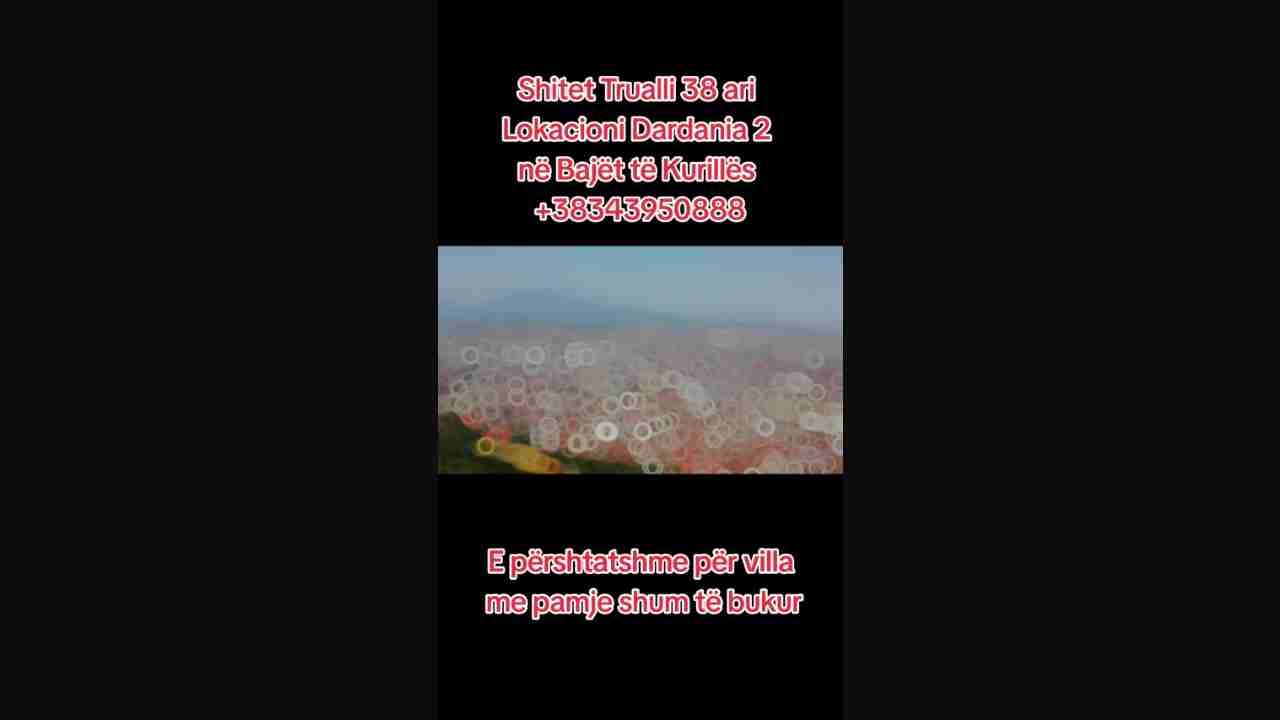 Shitet Trualli 38 ari
Lokacioni Dardania 2
në Bajët të Kurillës
+38343950888
E përshtatshme për villa
me pamje shum të bukur